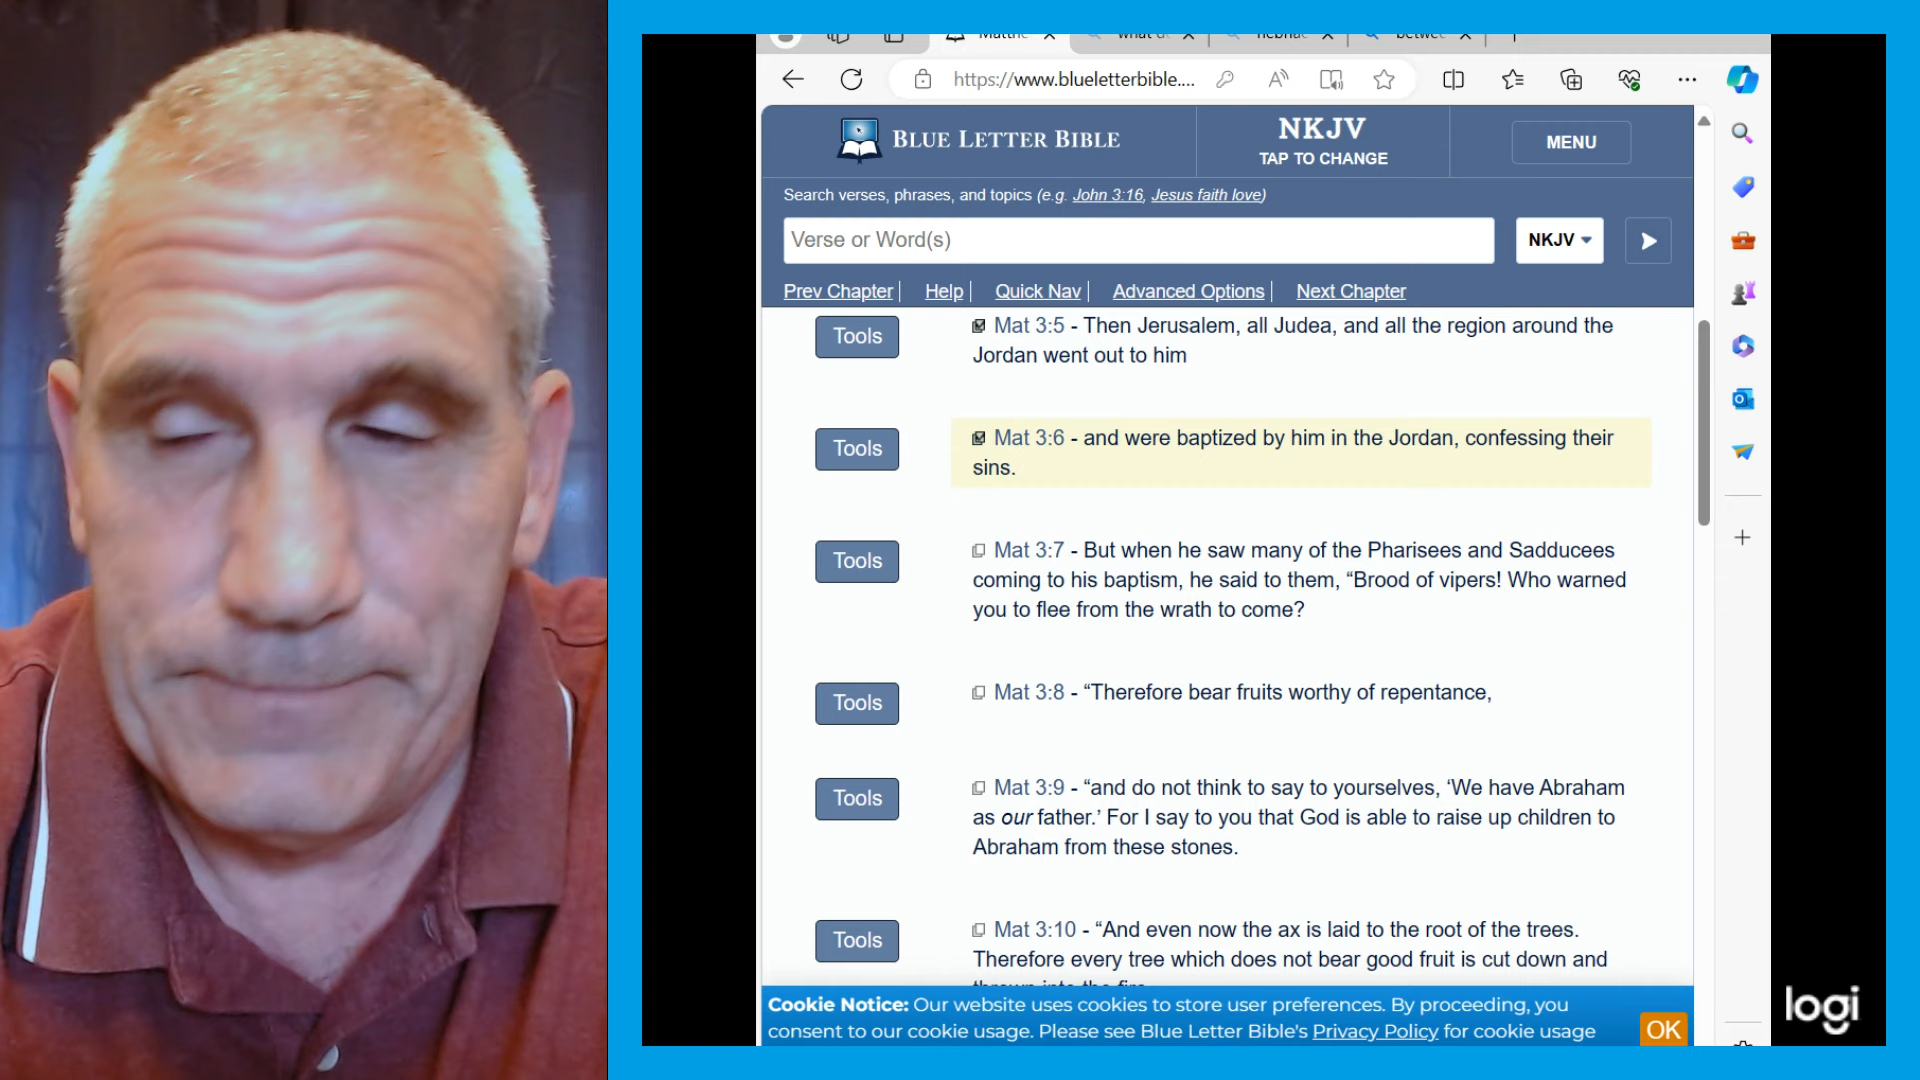 Matthe
what d
hebrae
betwee
https://www.blueletterbible....
BLUE LETTER BIBLE
NKJV
TAP TO CHANGE
MENU
Search verses, phrases, and topics (e.g. John 3:16, Jesus faith love)
Verse or Word(s)
NKJV
Prev Chapter
Help
Quick Nav
Advanced Options
Next Chapter
Tools
Mat 3:5 - Then Jerusalem, all Judea, and all the region around the
Jordan went out to him
Tools
Mat 3:6 - and were baptized by him in the Jordan, confessing their
sins.
Tools
Mat 3:7 - But when he saw many of the Pharisees and Sadducees
coming to his baptism, he said to them, “Brood of vipers! Who warned
you to flee from the wrath to come?
Tools
Mat 3:8 - “Therefore bear fruits worthy of repentance,
Tools
Mat 3:9 - “and do not think to say to yourselves, ‘We have Abraham
as our father.’ For I say to you that God is able to raise up children to
Abraham from these stones.
Tools
Mat 3:10 - “And even now the ax is laid to the root of the trees.
Therefore every tree which does not bear good fruit is cut down and
Cookie Notice: Our website uses cookies to store user preferences. By proceeding, you
consent to our cookie usage. Please see Blue Letter Bible's Privacy Policy for cookie usage
OK
logi